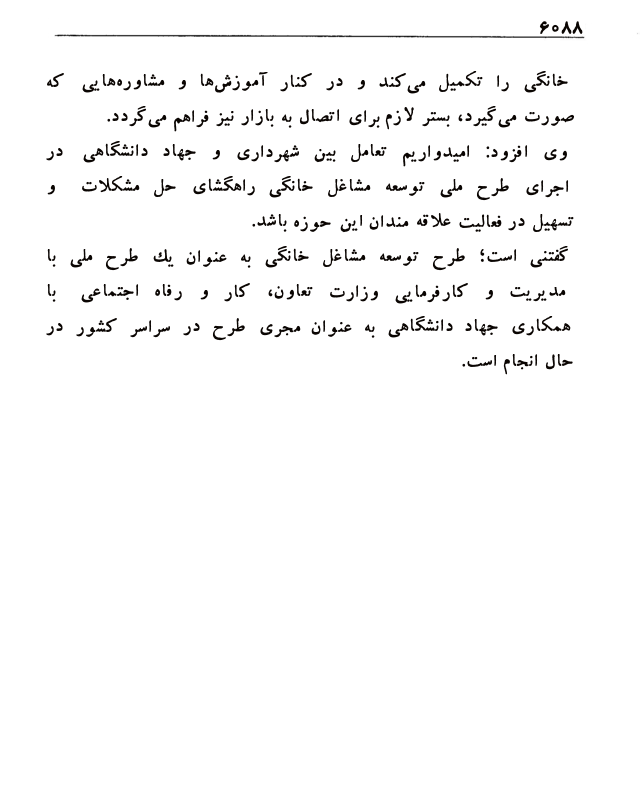 ۶۰۸۸
خانگی را تکمیل می‌کند و در کنار آموزش‌ها و مشاوره‌هایی که
صورت می‌گیرد، بستر لازم برای اتصال به بازار نیز فراهم می‌گردد.
وی افزود: امیدواریم تعامل بین شهرداری و جهاد دانشگاهی در
اجرای طرح ملی توسعه مشاغل خانگی راهگشای حل مشکلات و
تسهیل در فعالیت علاقه مندان این حوزه باشد.
گفتنی است؛ طرح توسعه مشاغل خانگی به عنوان یك طرح ملی با
مدیریت و کارفرمایی وزارت تعاون، کار و رفاه اجتماعی با
همکاری جهاد دانشگاهی به عنوان مجری طرح در سراسر کشور در
حال انجام است.